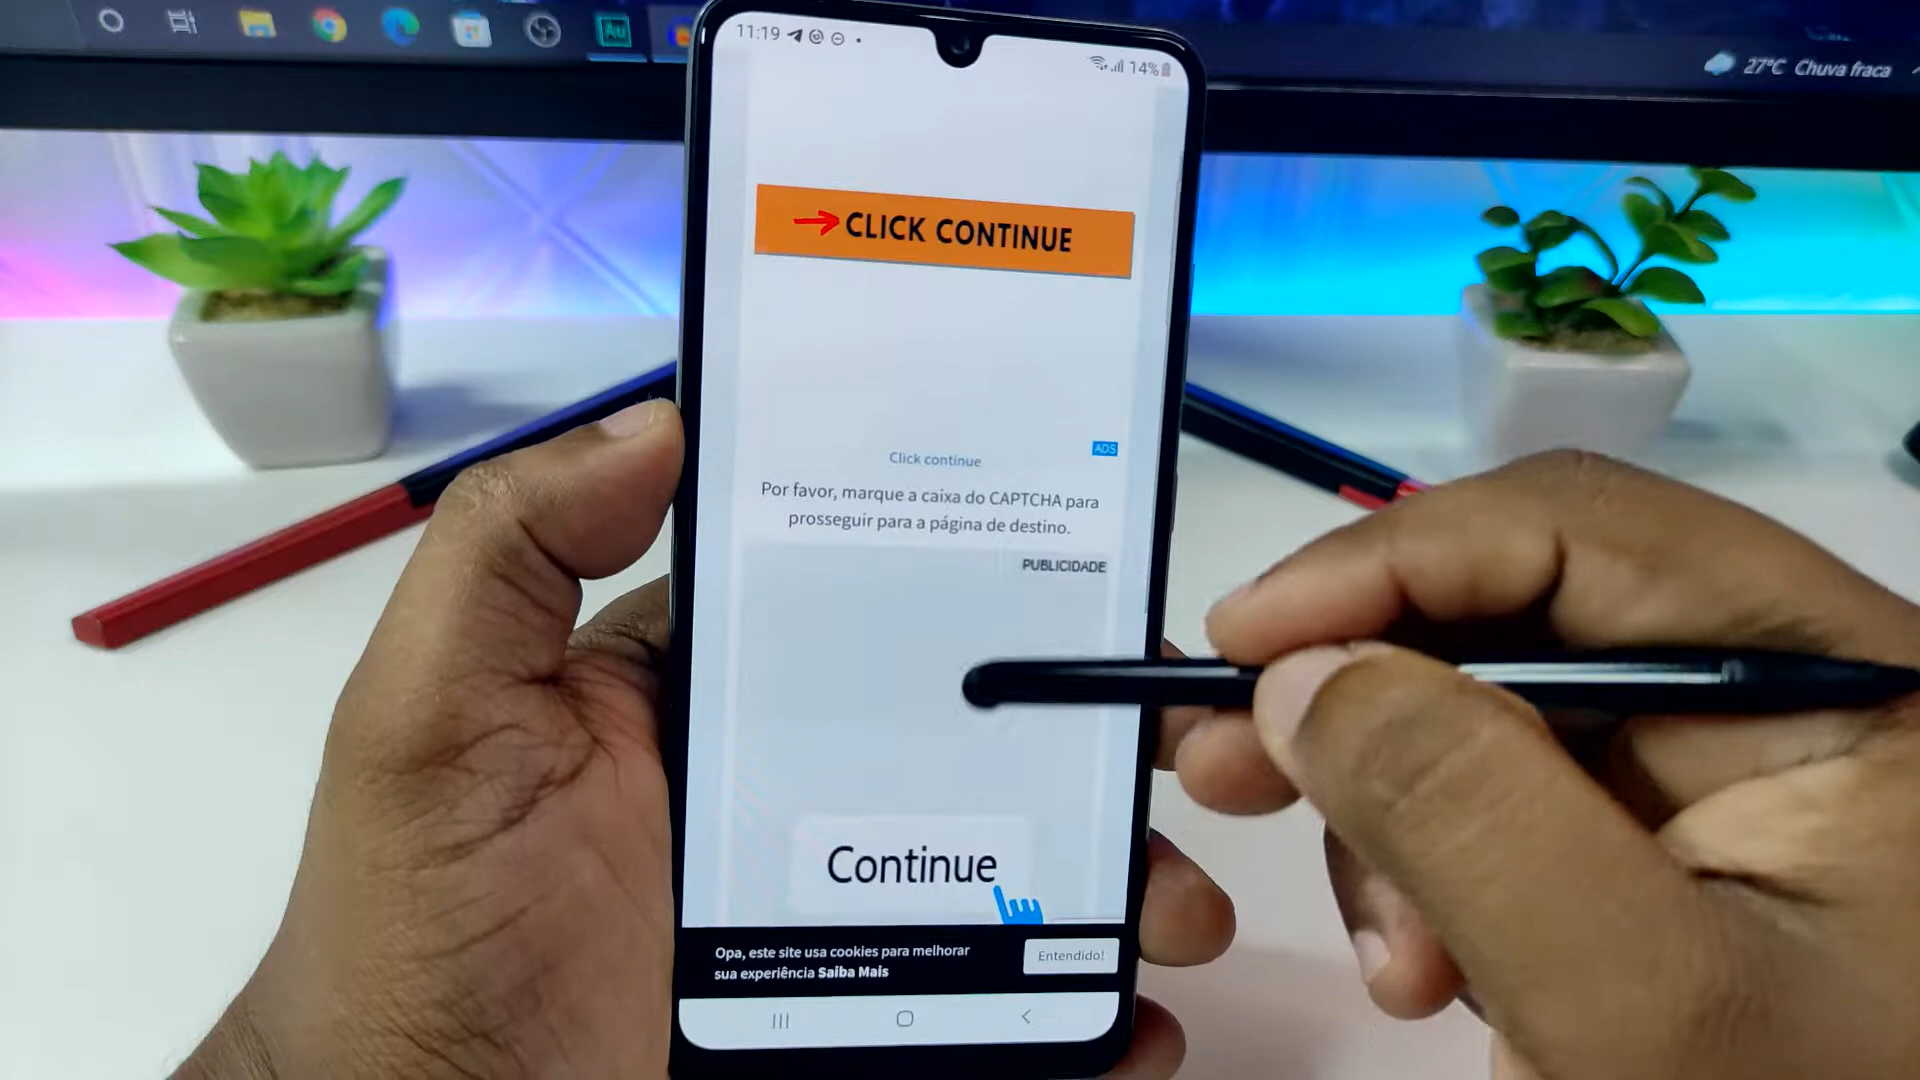 Au
27°C Chuva fraca
11:19
14%
CLICK CONTINUE
ADS
Click continue
Por favor, marque a caixa do CAPTCHA para
prosseguir para a página de destino.
PUBLICIDADE
Continue
Opa, este site usa cookies para melhorar
sua experiência Saiba Mais
Entendido!